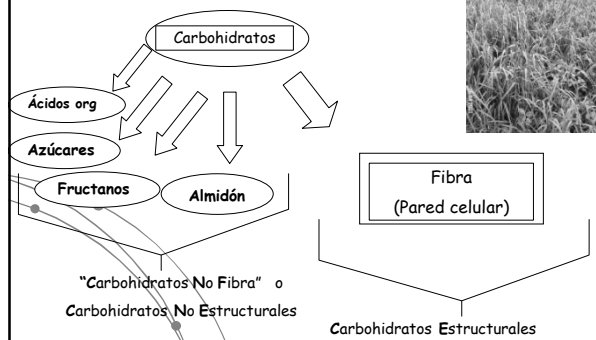 Carbohidratos
Ácidos org
Azúcares
Fructanos
Almidón
Fibra
(Pared celular)
"Carbohidratos No Fibra" o
Carbohidratos No Estructurales
Carbohidratos Estructurales